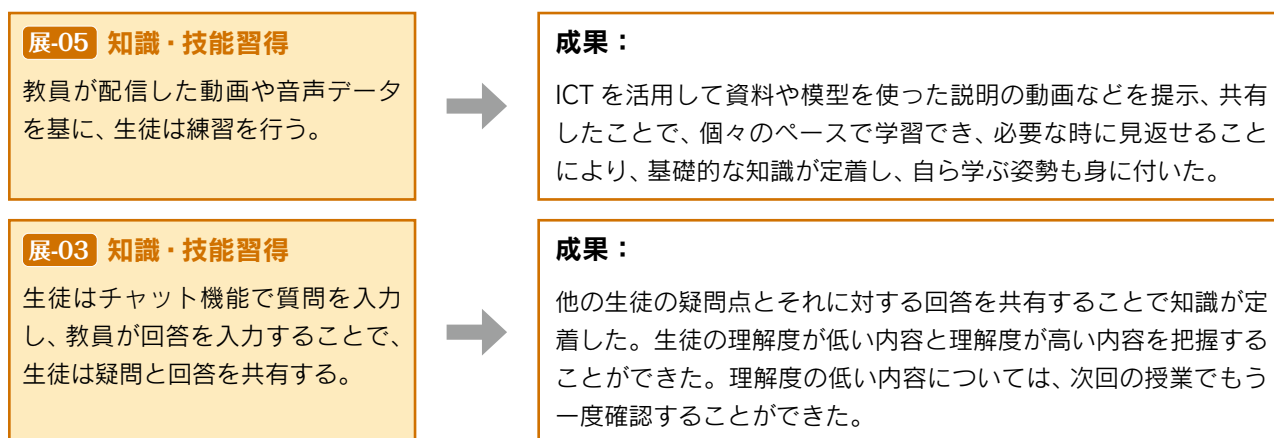 展-05 知識・技能習得
教員が配信した動画や音声データ
を基に、生徒は練習を行う。
成果：
ICT を活用して資料や模型を使った説明の動画などを提示、共有
したことで、個々のペースで学習でき、必要な時に見返せること
により、基礎的な知識が定着し、自ら学ぶ姿勢も身に付いた。
展-03 知識・技能習得
生徒はチャット機能で質問を入力
し、教員が回答を入力することで、
生徒は疑問と回答を共有する。
成果：
他の生徒の疑問点とそれに対する回答を共有することで知識が定
着した。生徒の理解度が低い内容と理解度が高い内容を把握する
ことができた。理解度の低い内容については、次回の授業でもう
一度確認することができた。